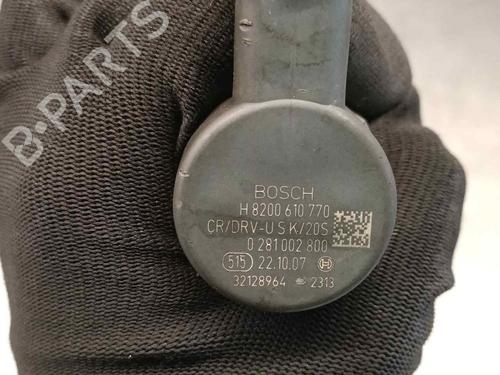 B-PARTS
BOSCH
H 8200 610 770
CR/DRV-U S K/20S
0 281 002 800
515 22.10.07
32128964 2313